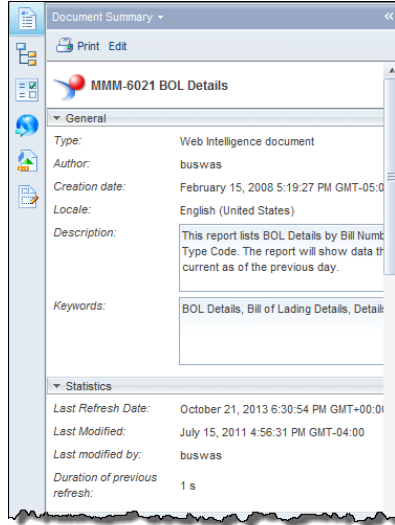 Document Summary
Print Edit
MMM-6021 BOL Details
General
Type: Web Intelligence document
Author: buswas
Creation date: February 15, 2008 5:19:27 PM GMT-05:0
Locale: English (United States)
Description: This report lists BOL Details by Bill Numb
Type Code. The report will show data th
current as of the previous day.
Keywords: BOL Details, Bill of Lading Details, Details
Statistics
Last Refresh Date: October 21, 2013 6:30:54 PM GMT+00:00
Last Modified: July 15, 2011 4:56:31 PM GMT-04:00
Last modified by: buswas
Duration of previous
refresh: 1 s